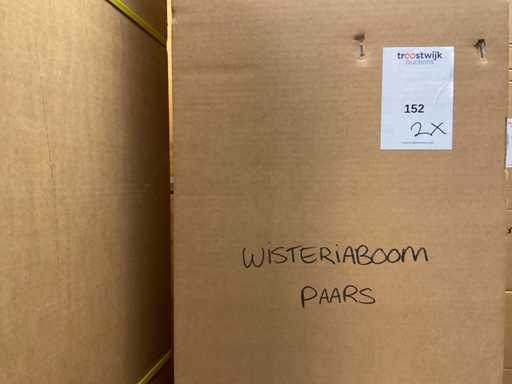 troostwijk
auctions
152
2X
WISTERIABOOM
PAARS